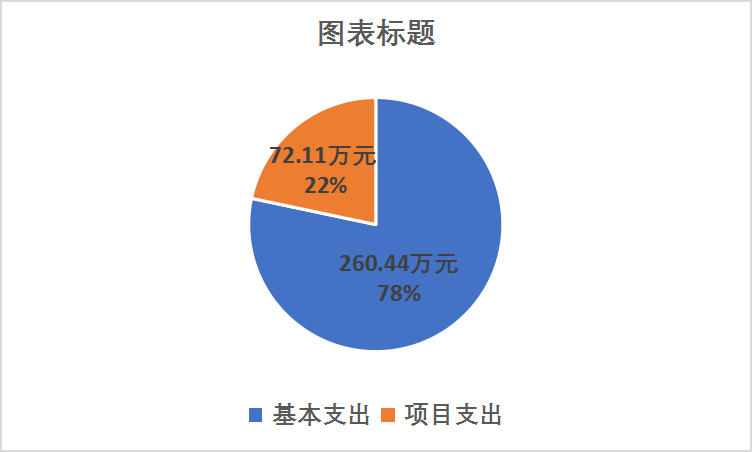 图表标题
72.11万元
22%
260.44万元
78%
基本支出 项目支出